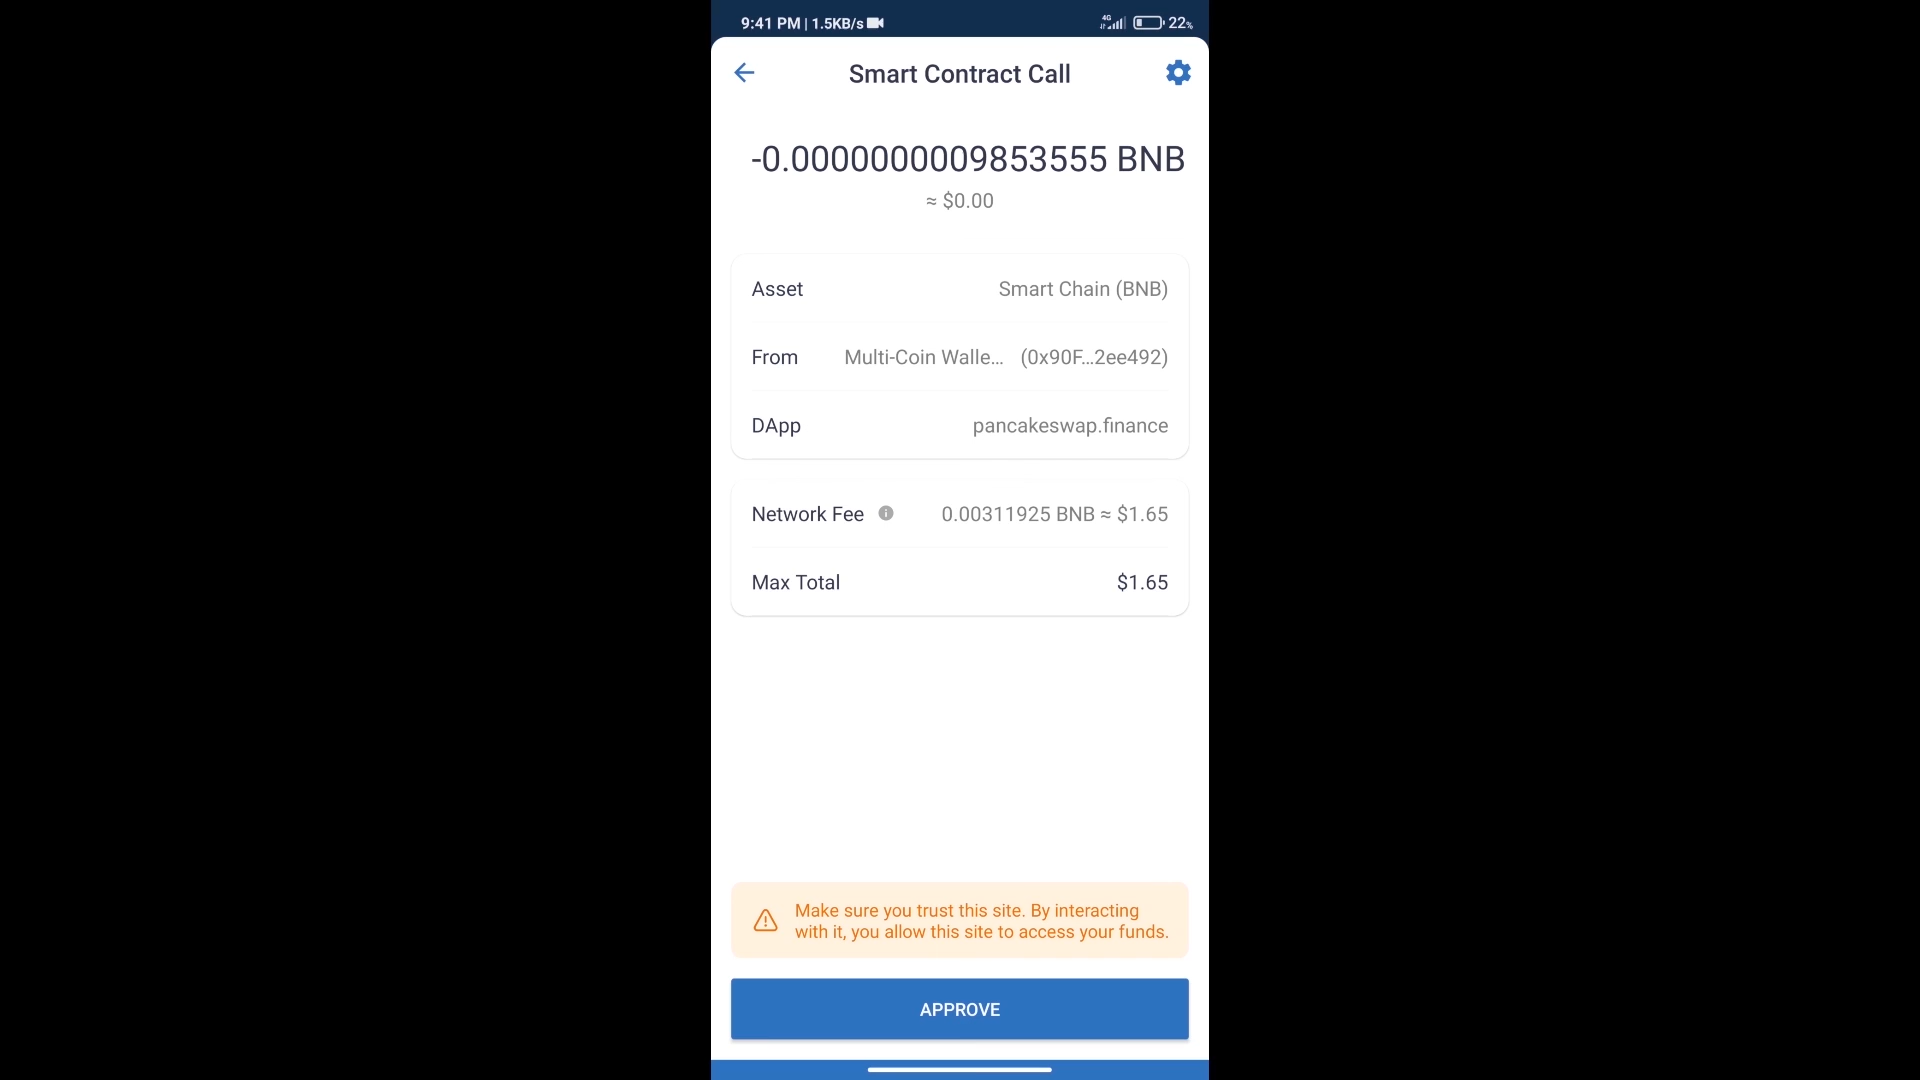 9:41 PM | 1.5KB/s 4G 22%
Smart Contract Call
-0.0000000009853555 BNB
≈ $0.00
Asset Smart Chain (BNB)
From Multi-Coin Walle... (0x90F...2ee492)
DApp pancakeswap.finance
Network Fee 0.00311925 BNB ≈ $1.65
Max Total $1.65
Make sure you trust this site. By interacting
with it, you allow this site to access your funds.
APPROVE